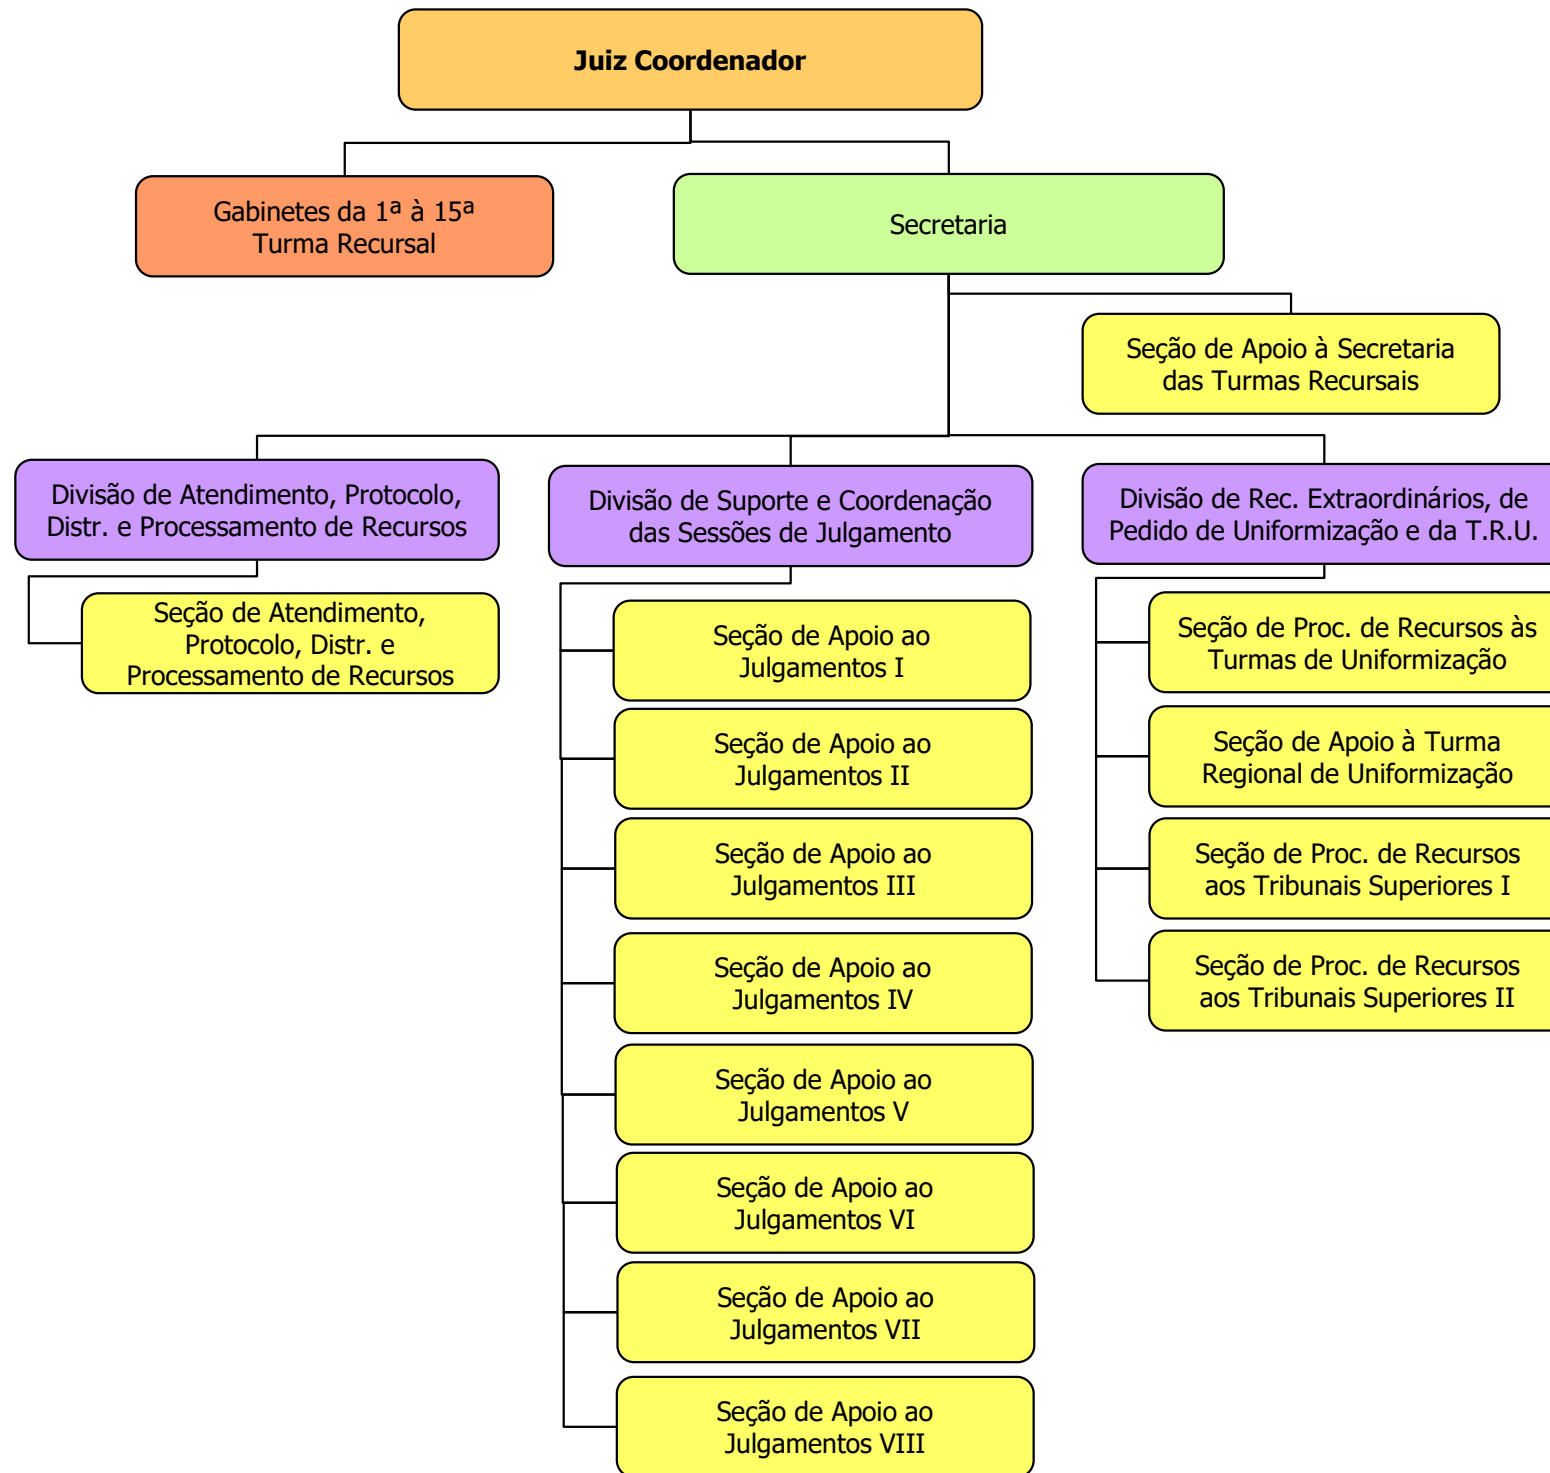 Juiz Coordenador
Gabinetes da 1ª à 15ª
Turma Recursal
Secretaria
Seção de Apoio à Secretaria
das Turmas Recursais
Divisão de Atendimento, Protocolo,
Distr. e Processamento de Recursos
Seção de Atendimento,
Protocolo, Distr. e
Processamento de Recursos
Divisão de Suporte e Coordenação
das Sessões de Julgamento
Seção de Apoio ao
Julgamentos I
Seção de Apoio ao
Julgamentos II
Seção de Apoio ao
Julgamentos III
Seção de Apoio ao
Julgamentos IV
Seção de Apoio ao
Julgamentos V
Seção de Apoio ao
Julgamentos VI
Seção de Apoio ao
Julgamentos VII
Seção de Apoio ao
Julgamentos VIII
Divisão de Rec. Extraordinários, de
Pedido de Uniformização e da T.R.U.
Seção de Proc. de Recursos às
Turmas de Uniformização
Seção de Apoio à Turma
Regional de Uniformização
Seção de Proc. de Recursos
aos Tribunais Superiores I
Seção de Proc. de Recursos
aos Tribunais Superiores II